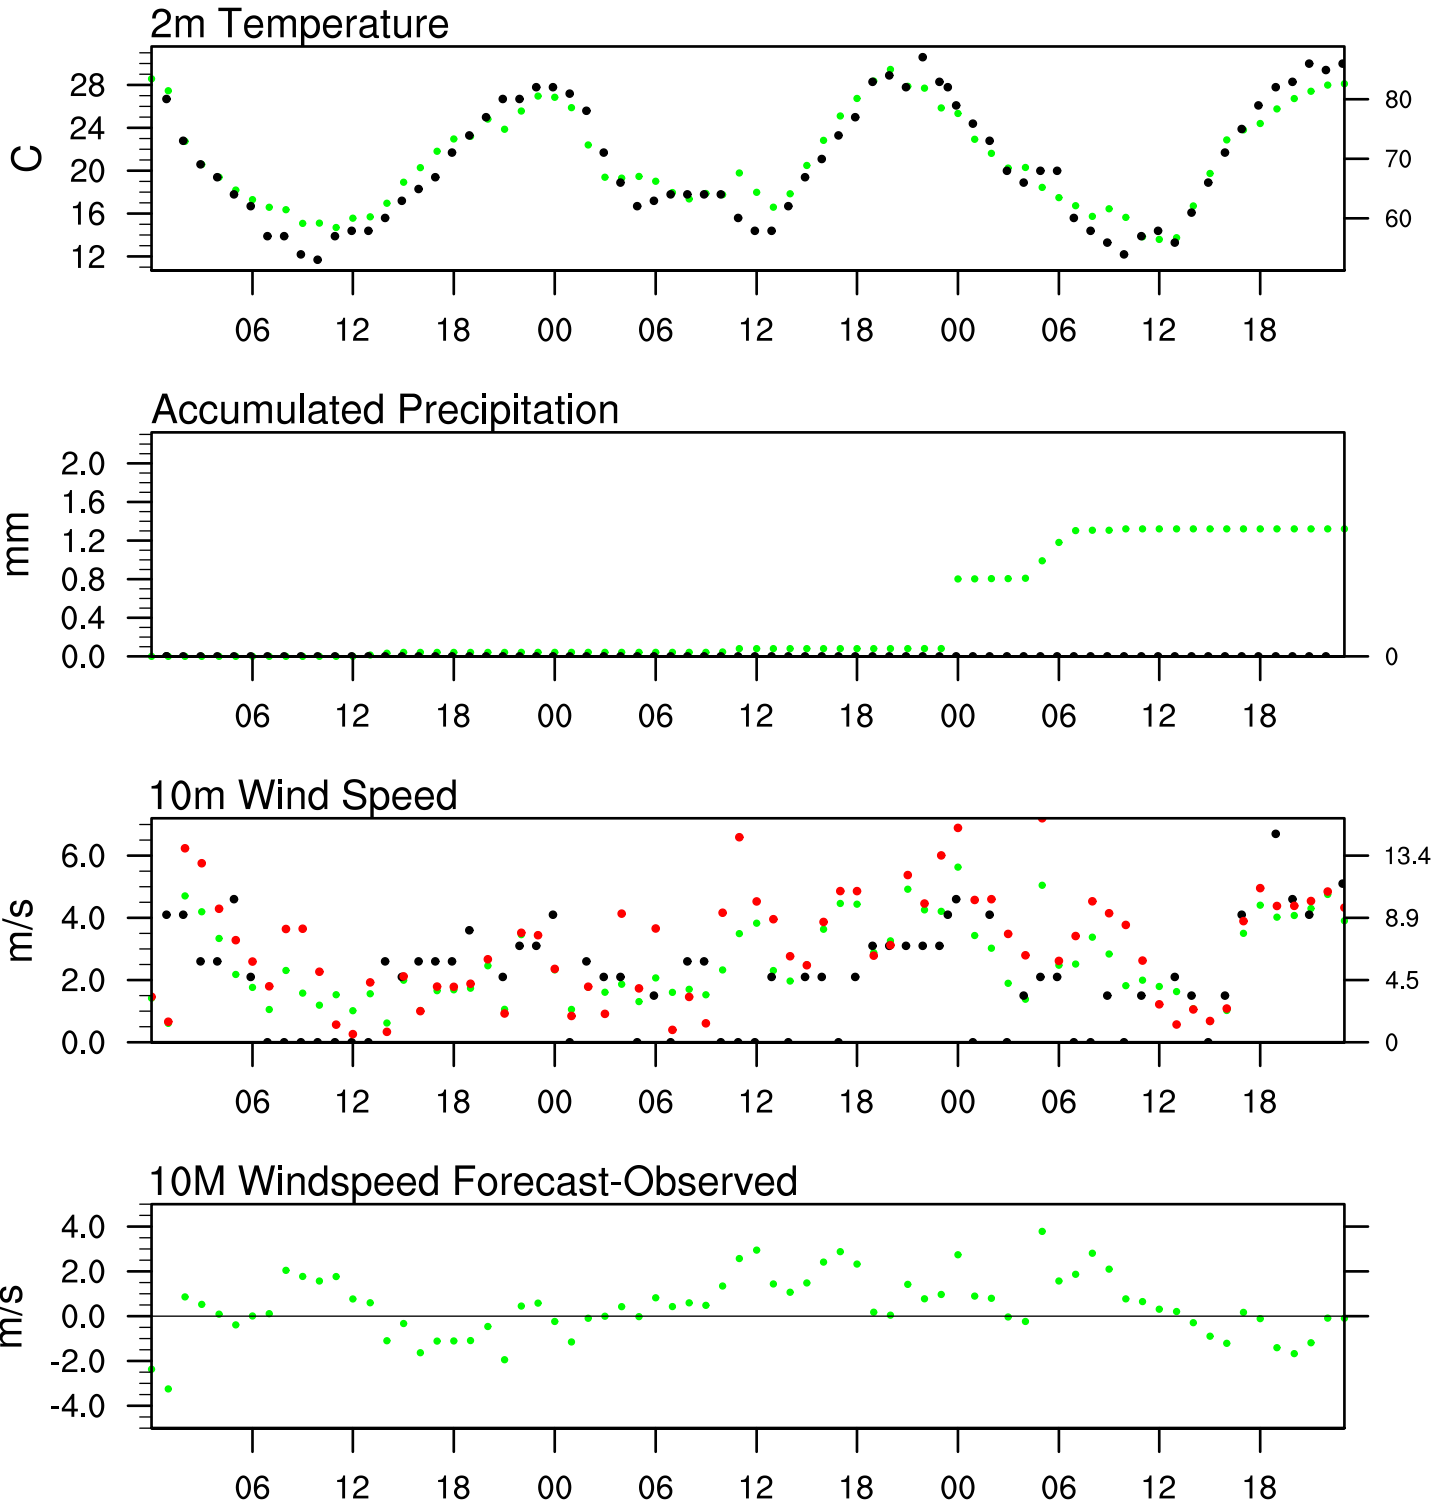 2m Temperature
C
28
24
20
16
12
80
70
60
06 12 18 00 06 12 18 00 06 12 18
Accumulated Precipitation
mm
2.0
1.6
1.2
0.8
0.4
0.0
0
06 12 18 00 06 12 18 00 06 12 18
10m Wind Speed
m/s
6.0
4.0
2.0
0.0
13.4
8.9
4.5
0
06 12 18 00 06 12 18 00 06 12 18
10M Windspeed Forecast-Observed
m/s
4.0
2.0
0.0
-2.0
-4.0
06 12 18 00 06 12 18 00 06 12 18